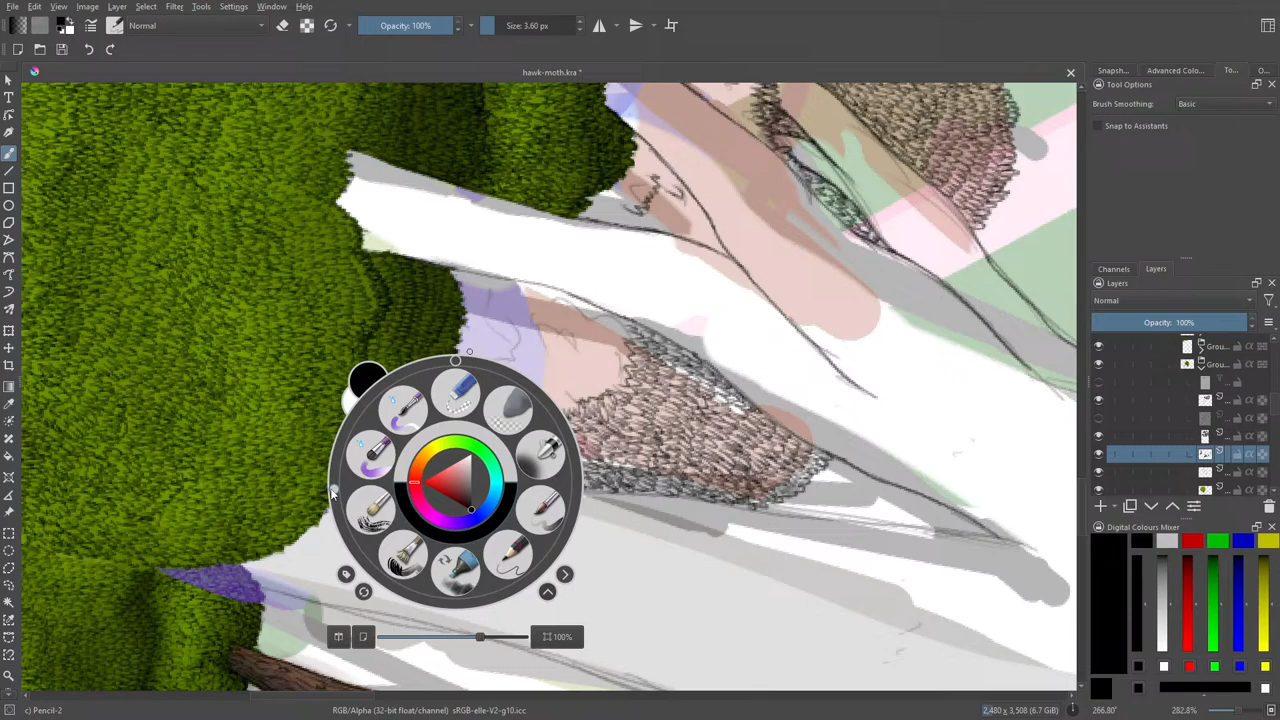 File Edit View Image Layer Select Filter Tools Settings Window Help
Normal Opacity: 100% Size: 3.60 px
hawk-moth.kra *
Snapsh... Advanced Colo... To... O...
Tool Options
Brush Smoothing: Basic
Snap to Assistants
Channels Layers
Layers
Normal
Opacity: 100%
Grou...
Grou...
100%
Digital Colours Mixer
c) Pencil-2 RGB/Alpha (32-bit float/channel) sRGB-elle-V2-g10.icc 2,480 x 3,508 (6.7 GiB) 266.80° 282.8%